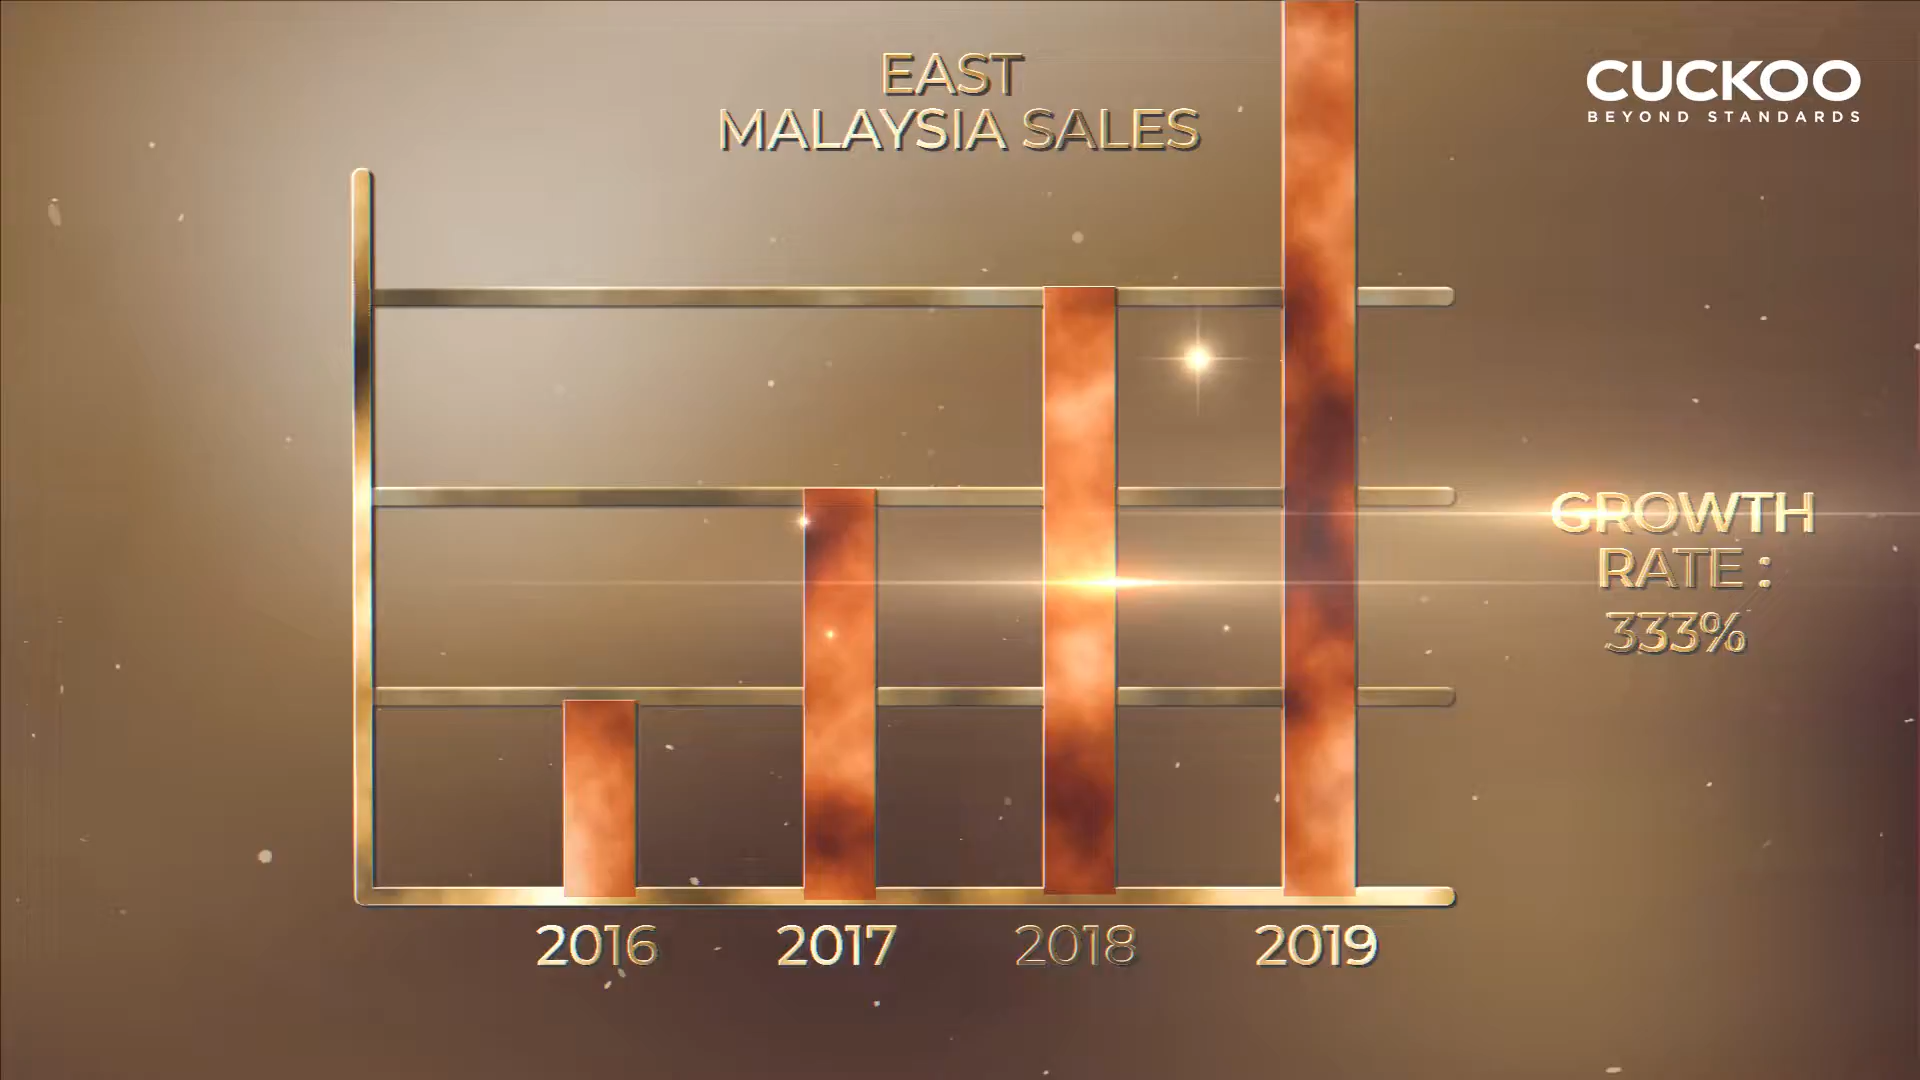 EAST
MALAYSIA SALES
CUCKOO
BEYOND STANDARDS
GROWTH
RATE :
333%
2016
2017
2018
2019